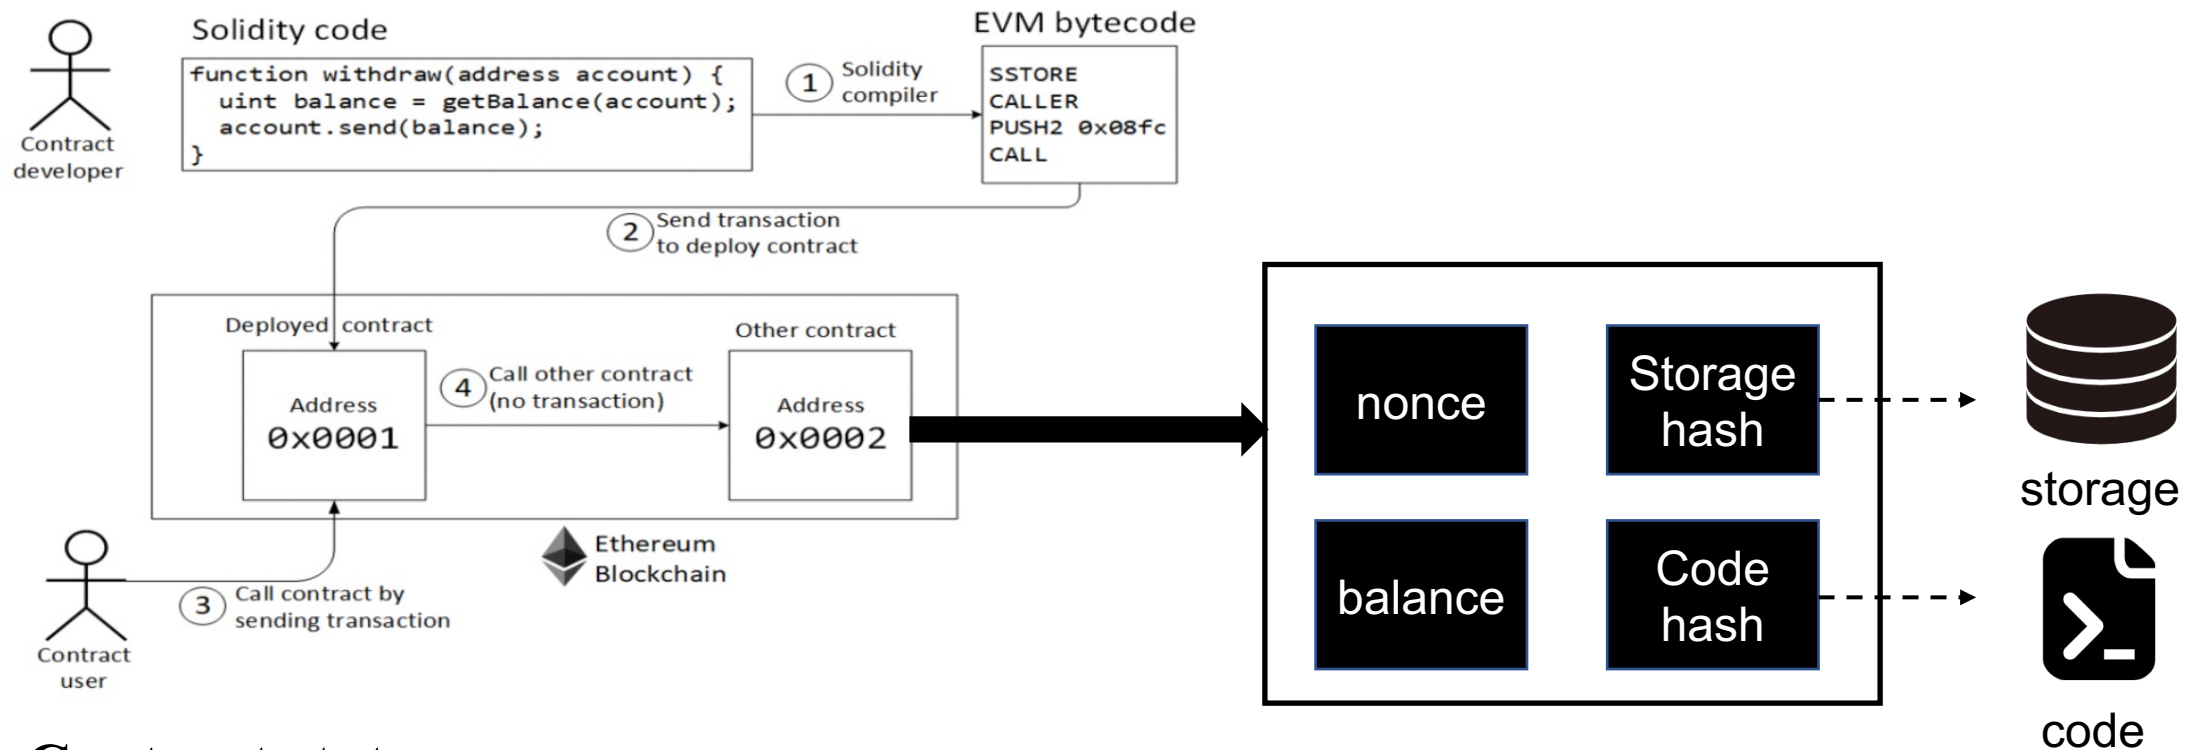 Solidity code
EVM bytecode
function withdraw(address account) {
uint balance = getBalance(account);
account.send(balance);
}
1
Solidity
compiler
SSTORE
CALLER
PUSH2 0x08fc
CALL
Contract
developer
2
Send transaction
to deploy contract
Deployed contract
Other contract
4
Call other contract
(no transaction)
Address
0x0001
Address
0x0002
nonce
Storage
hash
storage
balance
Code
hash
code
Ethereum
Blockchain
3
Call contract by
sending transaction
Contract
user